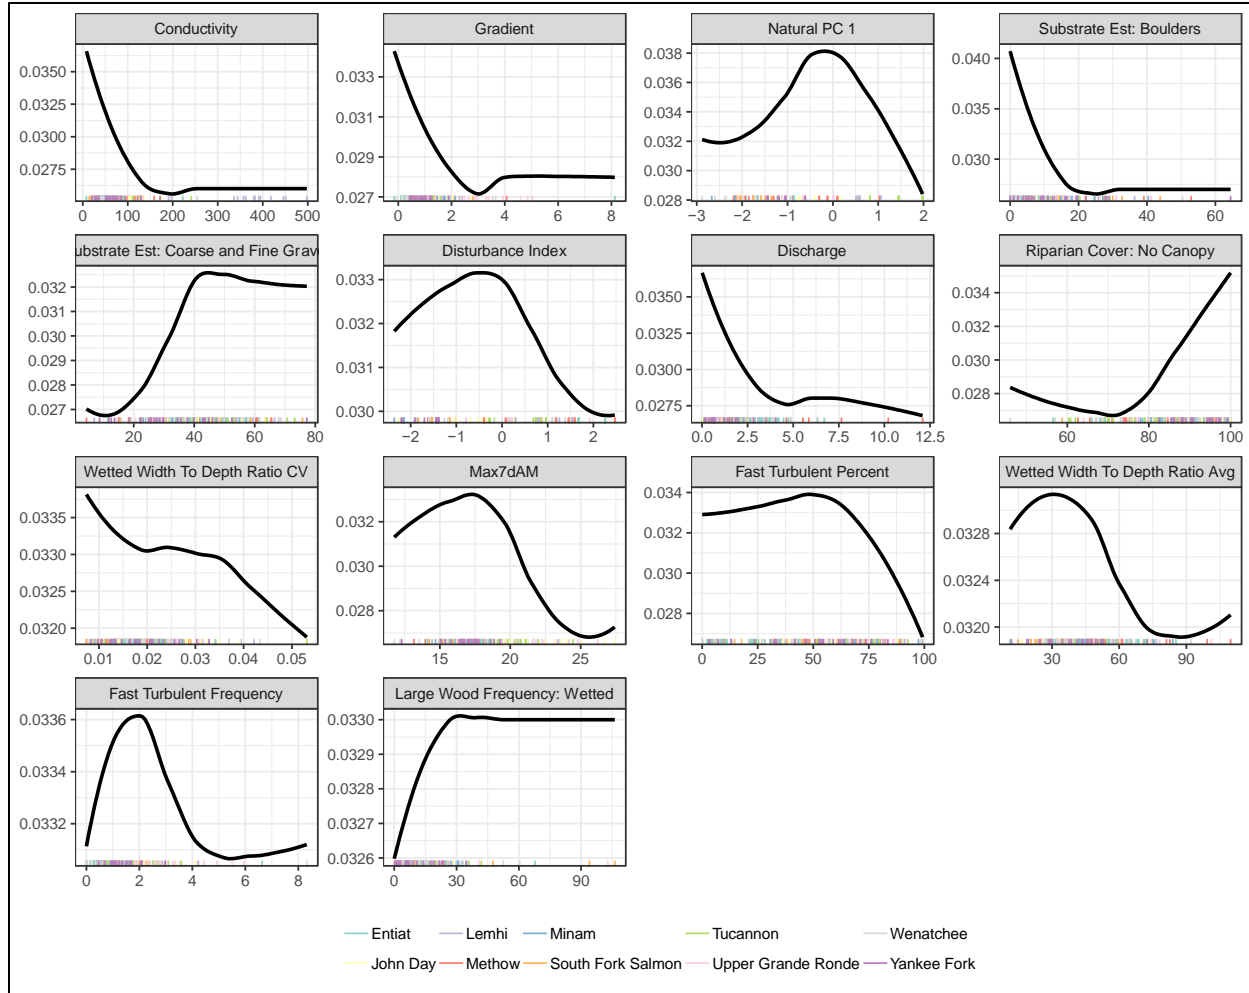 Conductivity
0.0350
0.0325
0.0300
0.0275
0 100 200 300 400 500
Gradient
0.033
0.031
0.029
0.027
0 2 4 6 8
Natural PC 1
0.038
0.036
0.034
0.032
0.030
0.028
−3 −2 −1 0 1 2
Substrate Est: Boulders
0.040
0.035
0.030
0 20 40 60
ubstrate Est: Coarse and Fine Grav
0.032
0.031
0.030
0.029
0.028
0.027
20 40 60 80
Disturbance Index
0.033
0.032
0.031
0.030
−2 −1 0 1 2
Discharge
0.0350
0.0325
0.0300
0.0275
0.0 2.5 5.0 7.5 10.0 12.5
Riparian Cover: No Canopy
0.034
0.032
0.030
0.028
60 80 100
Wetted Width To Depth Ratio CV
0.0335
0.0330
0.0325
0.0320
0.01 0.02 0.03 0.04 0.05
Max7dAM
0.032
0.030
0.028
15 20 25
Fast Turbulent Percent
0.034
0.033
0.030
0.028
0 25 50 75 100
Wetted Width To Depth Ratio Avg
0.0328
0.0324
0.0320
30 60 90
Fast Turbulent Frequency
0.0336
0.0334
0.0332
0 2 4 6 8
Large Wood Frequency: Wetted
0.0330
0.0329
0.0328
0.0327
0.0326
0 30 60 90
Entiat Lemhi Minam Tucannon Wenatchee
John Day Methow South Fork Salmon Upper Grande Ronde Yankee Fork